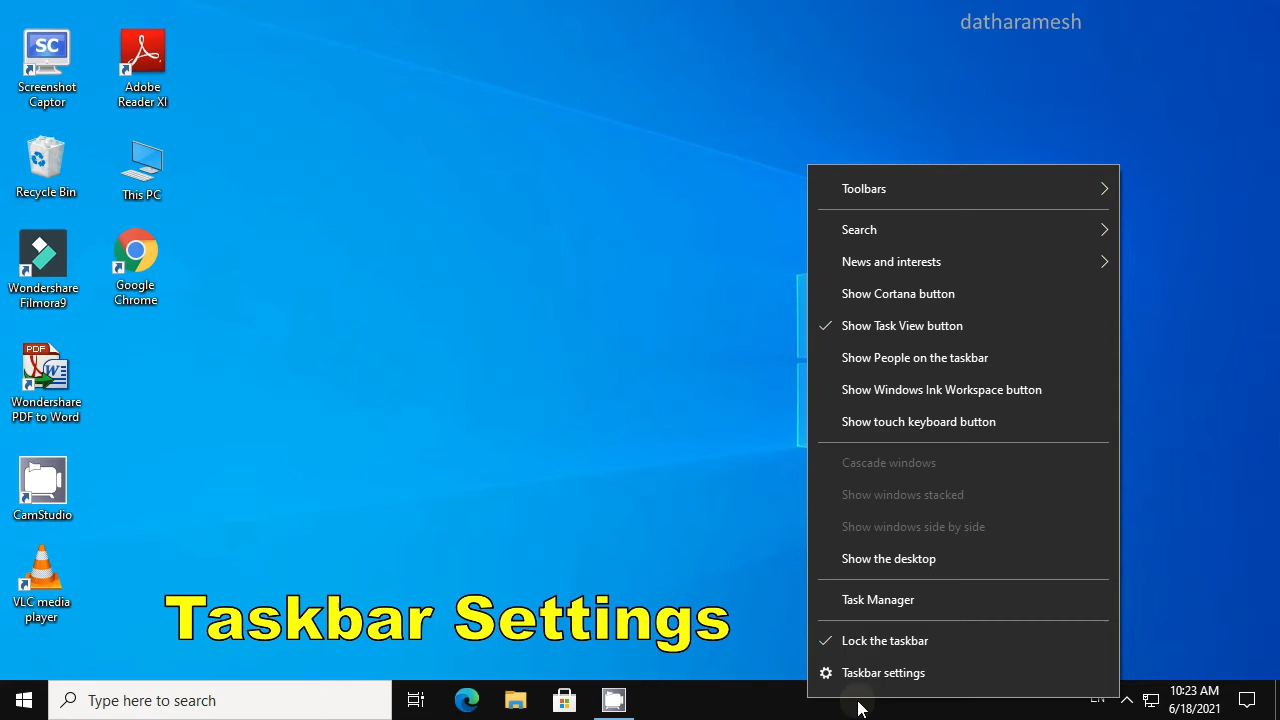 datharamesh
SC
Screenshot
Captor
Adobe
Reader XI
Recycle Bin
This PC
Wondershare
Filmora9
Google
Chrome
PDF
W
Wondershare
PDF to Word
CamStudio
VLC media
player
Toolbars
Search
News and interests
Show Cortana button
Show Task View button
Show People on the taskbar
Show Windows Ink Workspace button
Show touch keyboard button
Cascade windows
Show windows stacked
Show windows side by side
Show the desktop
Task Manager
Lock the taskbar
Taskbar settings
Taskbar Settings
Type here to search
EN
10:23 AM
6/18/2021